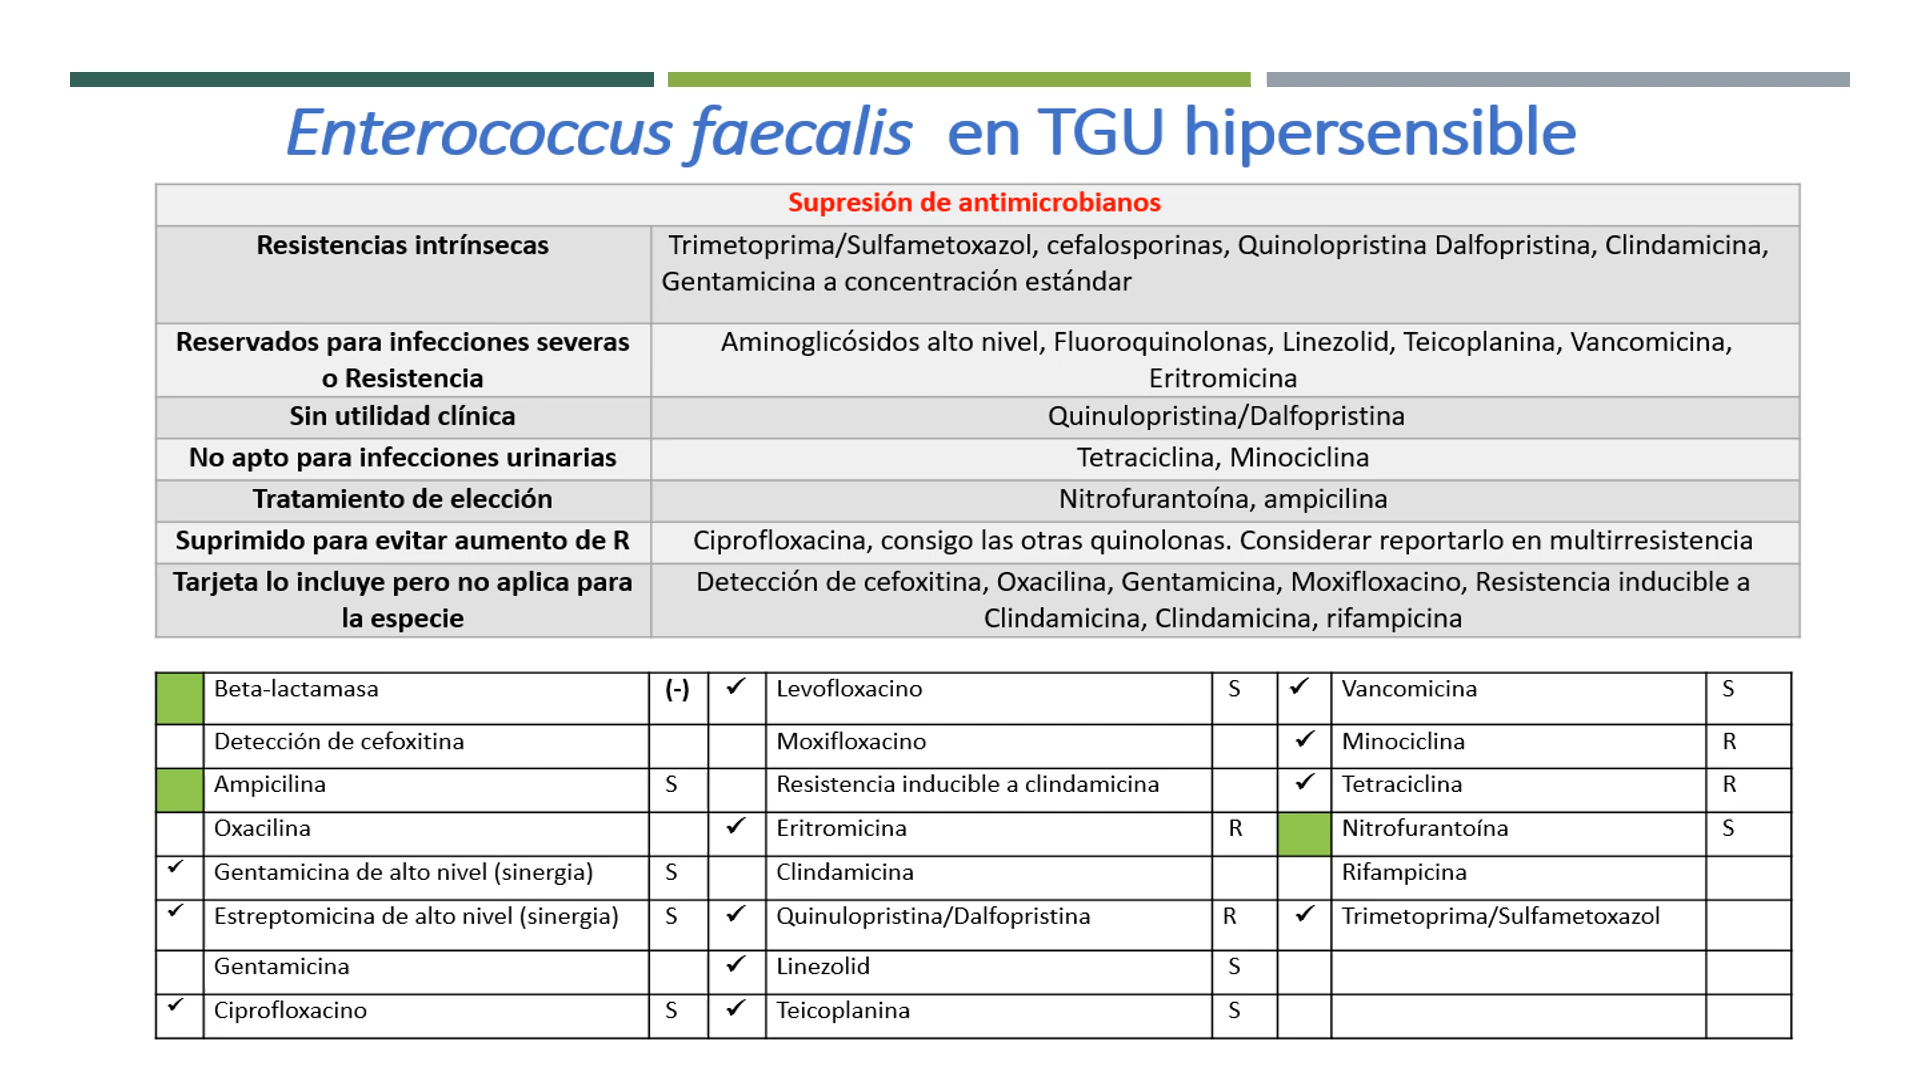 Enterococcus faecalis en TGU hipersensible
Supresión de antimicrobianos
Resistencias intrínsecas
Trimetoprima/Sulfametoxazol, cefalosporinas, Quinolopristina Dalfopristina, Clindamicina,
Gentamicina a concentración estándar
Reservados para infecciones severas
o Resistencia
Aminoglicósidos alto nivel, Fluoroquinolonas, Linezolid, Teicoplanina, Vancomicina,
Eritromicina
Sin utilidad clínica
Quinulopristina/Dalfopristina
No apto para infecciones urinarias
Tetraciclina, Minociclina
Tratamiento de elección
Nitrofurantoína, ampicilina
Suprimido para evitar aumento de R
Ciprofloxacina, consigo las otras quinolonas. Considerar reportarlo en multirresistencia
Tarjeta lo incluye pero no aplica para
la especie
Detección de cefoxitina, Oxacilina, Gentamicina, Moxifloxacino, Resistencia inducible a
Clindamicina, Clindamicina, rifampicina
Beta-lactamasa (-) ✓ Levofloxacino S ✓ Vancomicina S
Detección de cefoxitina Moxifloxacino ✓ Minociclina R
Ampicilina S Resistencia inducible a clindamicina ✓ Tetraciclina R
Oxacilina ✓ Eritromicina R Nitrofurantoína S
✓ Gentamicina de alto nivel (sinergia) S Clindamicina Rifampicina
✓ Estreptomicina de alto nivel (sinergia) S ✓ Quinulopristina/Dalfopristina R ✓ Trimetoprima/Sulfametoxazol
Gentamicina ✓ Linezolid S
✓ Ciprofloxacino S ✓ Teicoplanina S